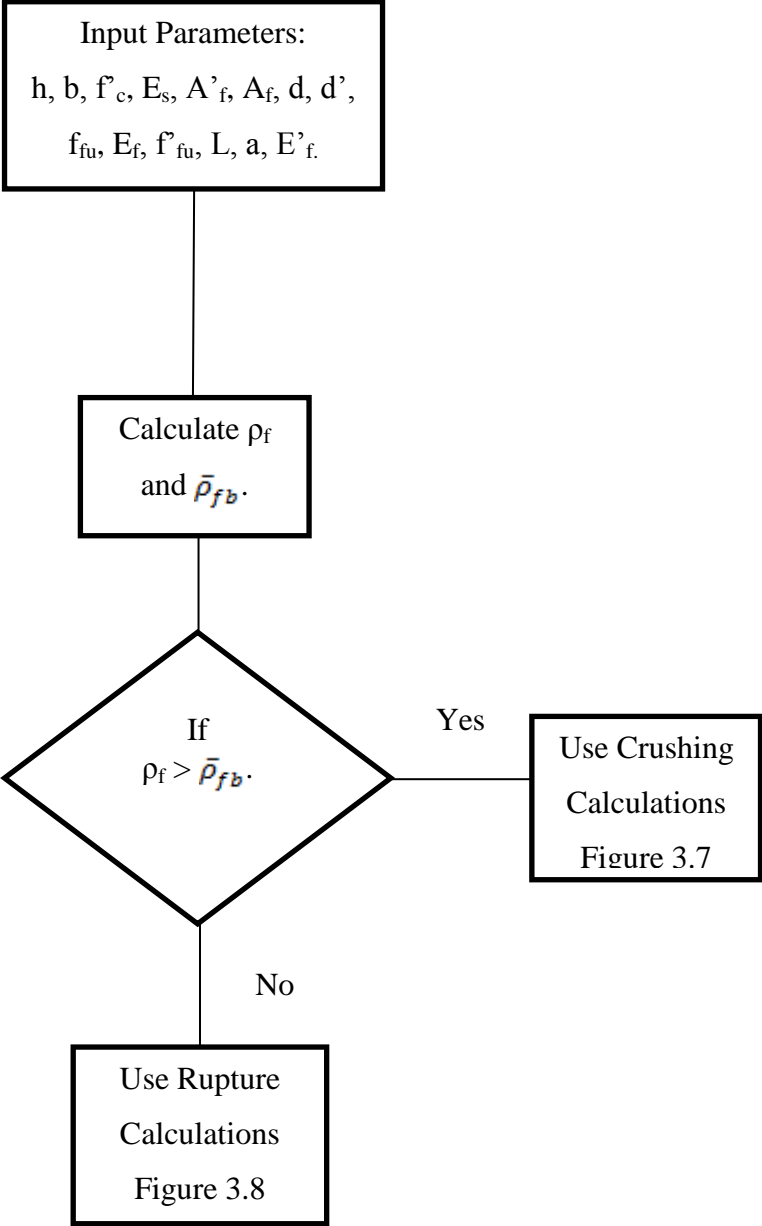 Input Parameters:
h, b, f’c, Es, A’f, Af, d, d’,
ffu, Ef, f’fu, L, a, E’f.
Calculate ρf
and ρ̄fb.
If
ρf > ρ̄fb.
Yes
Use Crushing
Calculations
Figure 3.7
No
Use Rupture
Calculations
Figure 3.8